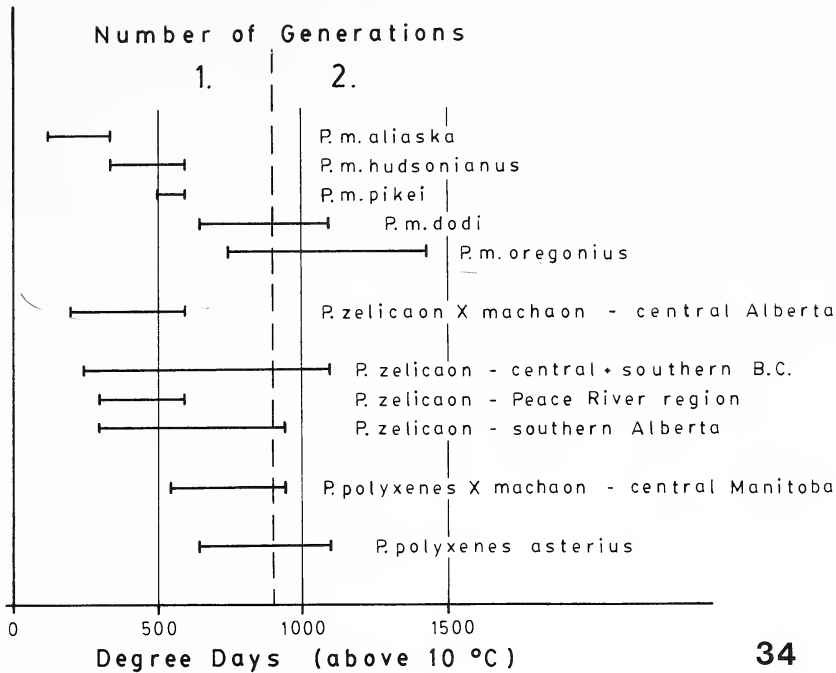 Number of Generations
1. 2.
P. m. aliaska
P. m. hudsonianus
P. m. pikei
P. m. dodi
P. m. oregonius
P. zelicaon X machaon - central Alberta
P. zelicaon - central + southern B.C.
P. zelicaon - Peace River region
P. zelicaon - southern Alberta
P. polyxenes X machaon - central Manitoba
P. polyxenes asterius
0 500 1000 1500
Degree Days (above 10 °C)
34